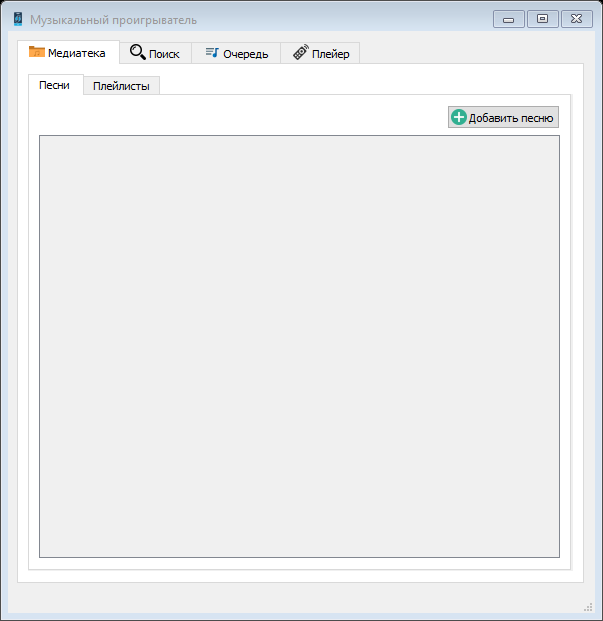 Музыкальный проигрыватель
Медиатека Поиск Очередь Плейер
Песни Плейлисты
Добавить песню